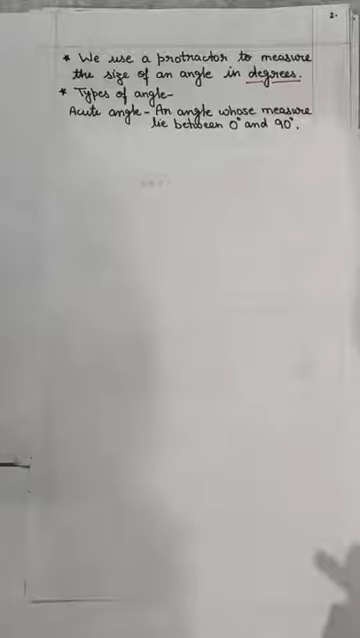 2.
* We use a protractor to measure
the size of an angle in degrees.
* Types of angle-
Acute angle - An angle whose measure
lie between 0° and 90°.